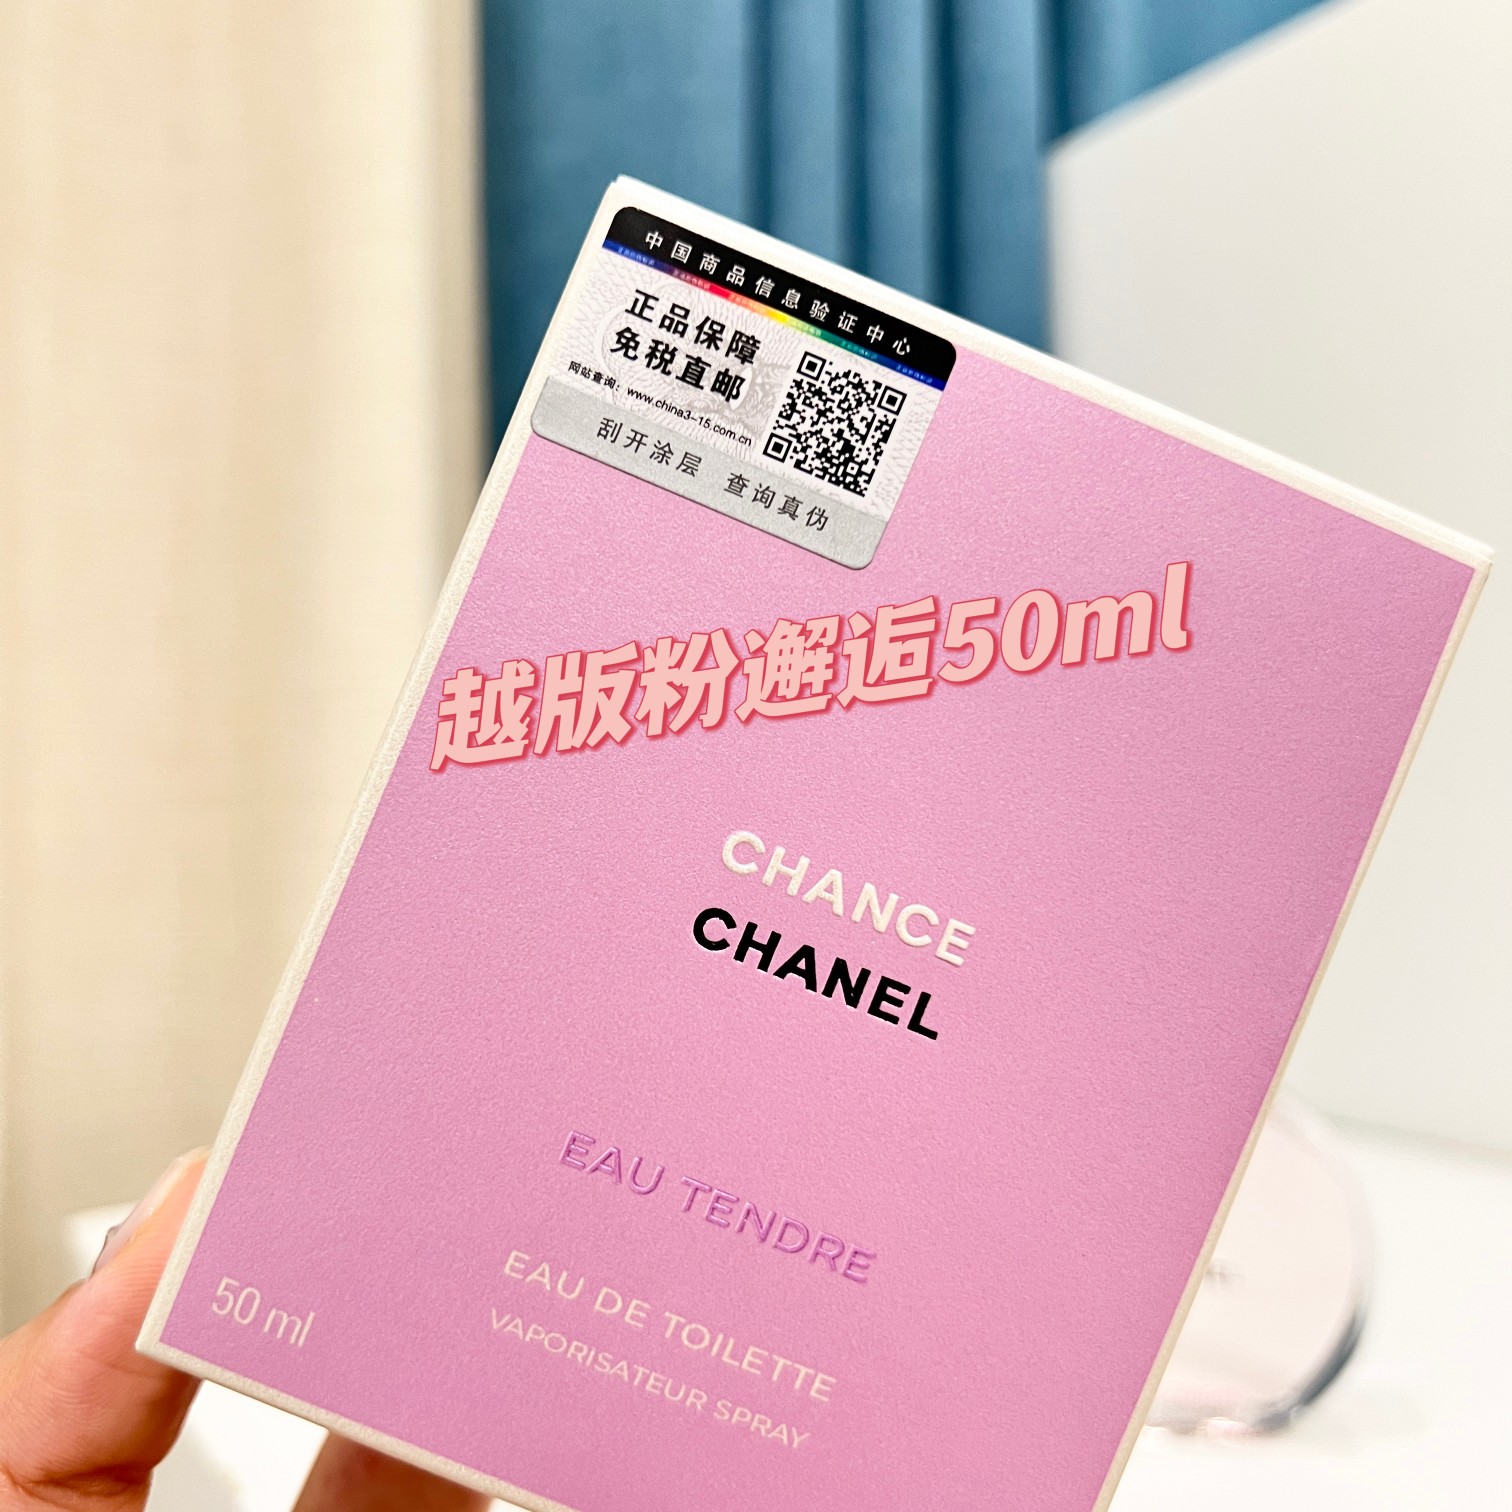 中国商品信息验证中心
正品保障
免税直邮
网站查询：www.china3-15.com.cn
刮开涂层 查询真伪
越版粉邂逅50ml
CHANCE
CHANEL
EAU TENDRE
EAU DE TOILETTE
VAPORISATEUR SPRAY
50 ml